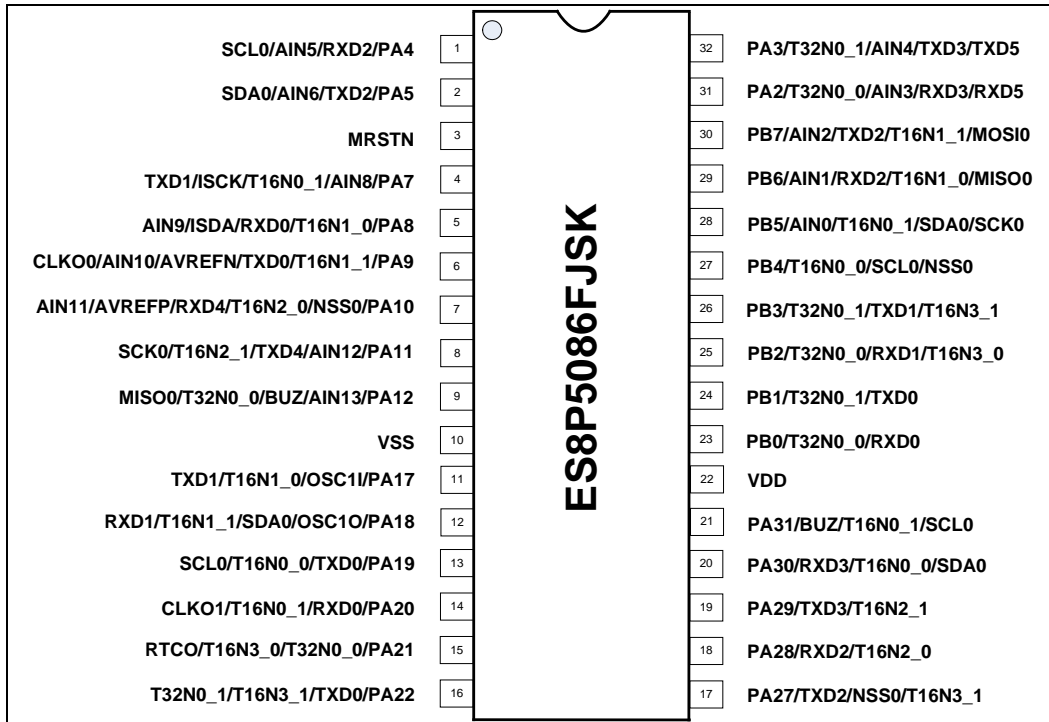 SCL0/AIN5/RXD2/PA4 1
SDA0/AIN6/TXD2/PA5 2
MRSTN 3
TXD1/ISCK/T16N0_1/AIN8/PA7 4
AIN9/ISDA/RXD0/T16N1_0/PA8 5
CLKO0/AIN10/AVREFN/TXD0/T16N1_1/PA9 6
AIN11/AVREFP/RXD4/T16N2_0/NSS0/PA10 7
SCK0/T16N2_1/TXD4/AIN12/PA11 8
MISO0/T32N0_0/BUZ/AIN13/PA12 9
VSS 10
TXD1/T16N1_0/OSC1I/PA17 11
RXD1/T16N1_1/SDA0/OSC1O/PA18 12
SCL0/T16N0_0/TXD0/PA19 13
CLKO1/T16N0_1/RXD0/PA20 14
RTCO/T16N3_0/T32N0_0/PA21 15
T32N0_1/T16N3_1/TXD0/PA22 16
ES8P5086FJSK
32 PA3/T32N0_1/AIN4/TXD3/TXD5
31 PA2/T32N0_0/AIN3/RXD3/RXD5
30 PB7/AIN2/TXD2/T16N1_1/MOSI0
29 PB6/AIN1/RXD2/T16N1_0/MISO0
28 PB5/AIN0/T16N0_1/SDA0/SCK0
27 PB4/T16N0_0/SCL0/NSS0
26 PB3/T32N0_1/TXD1/T16N3_1
25 PB2/T32N0_0/RXD1/T16N3_0
24 PB1/T32N0_1/TXD0
23 PB0/T32N0_0/RXD0
22 VDD
21 PA31/BUZ/T16N0_1/SCL0
20 PA30/RXD3/T16N0_0/SDA0
19 PA29/TXD3/T16N2_1
18 PA28/RXD2/T16N2_0
17 PA27/TXD2/NSS0/T16N3_1